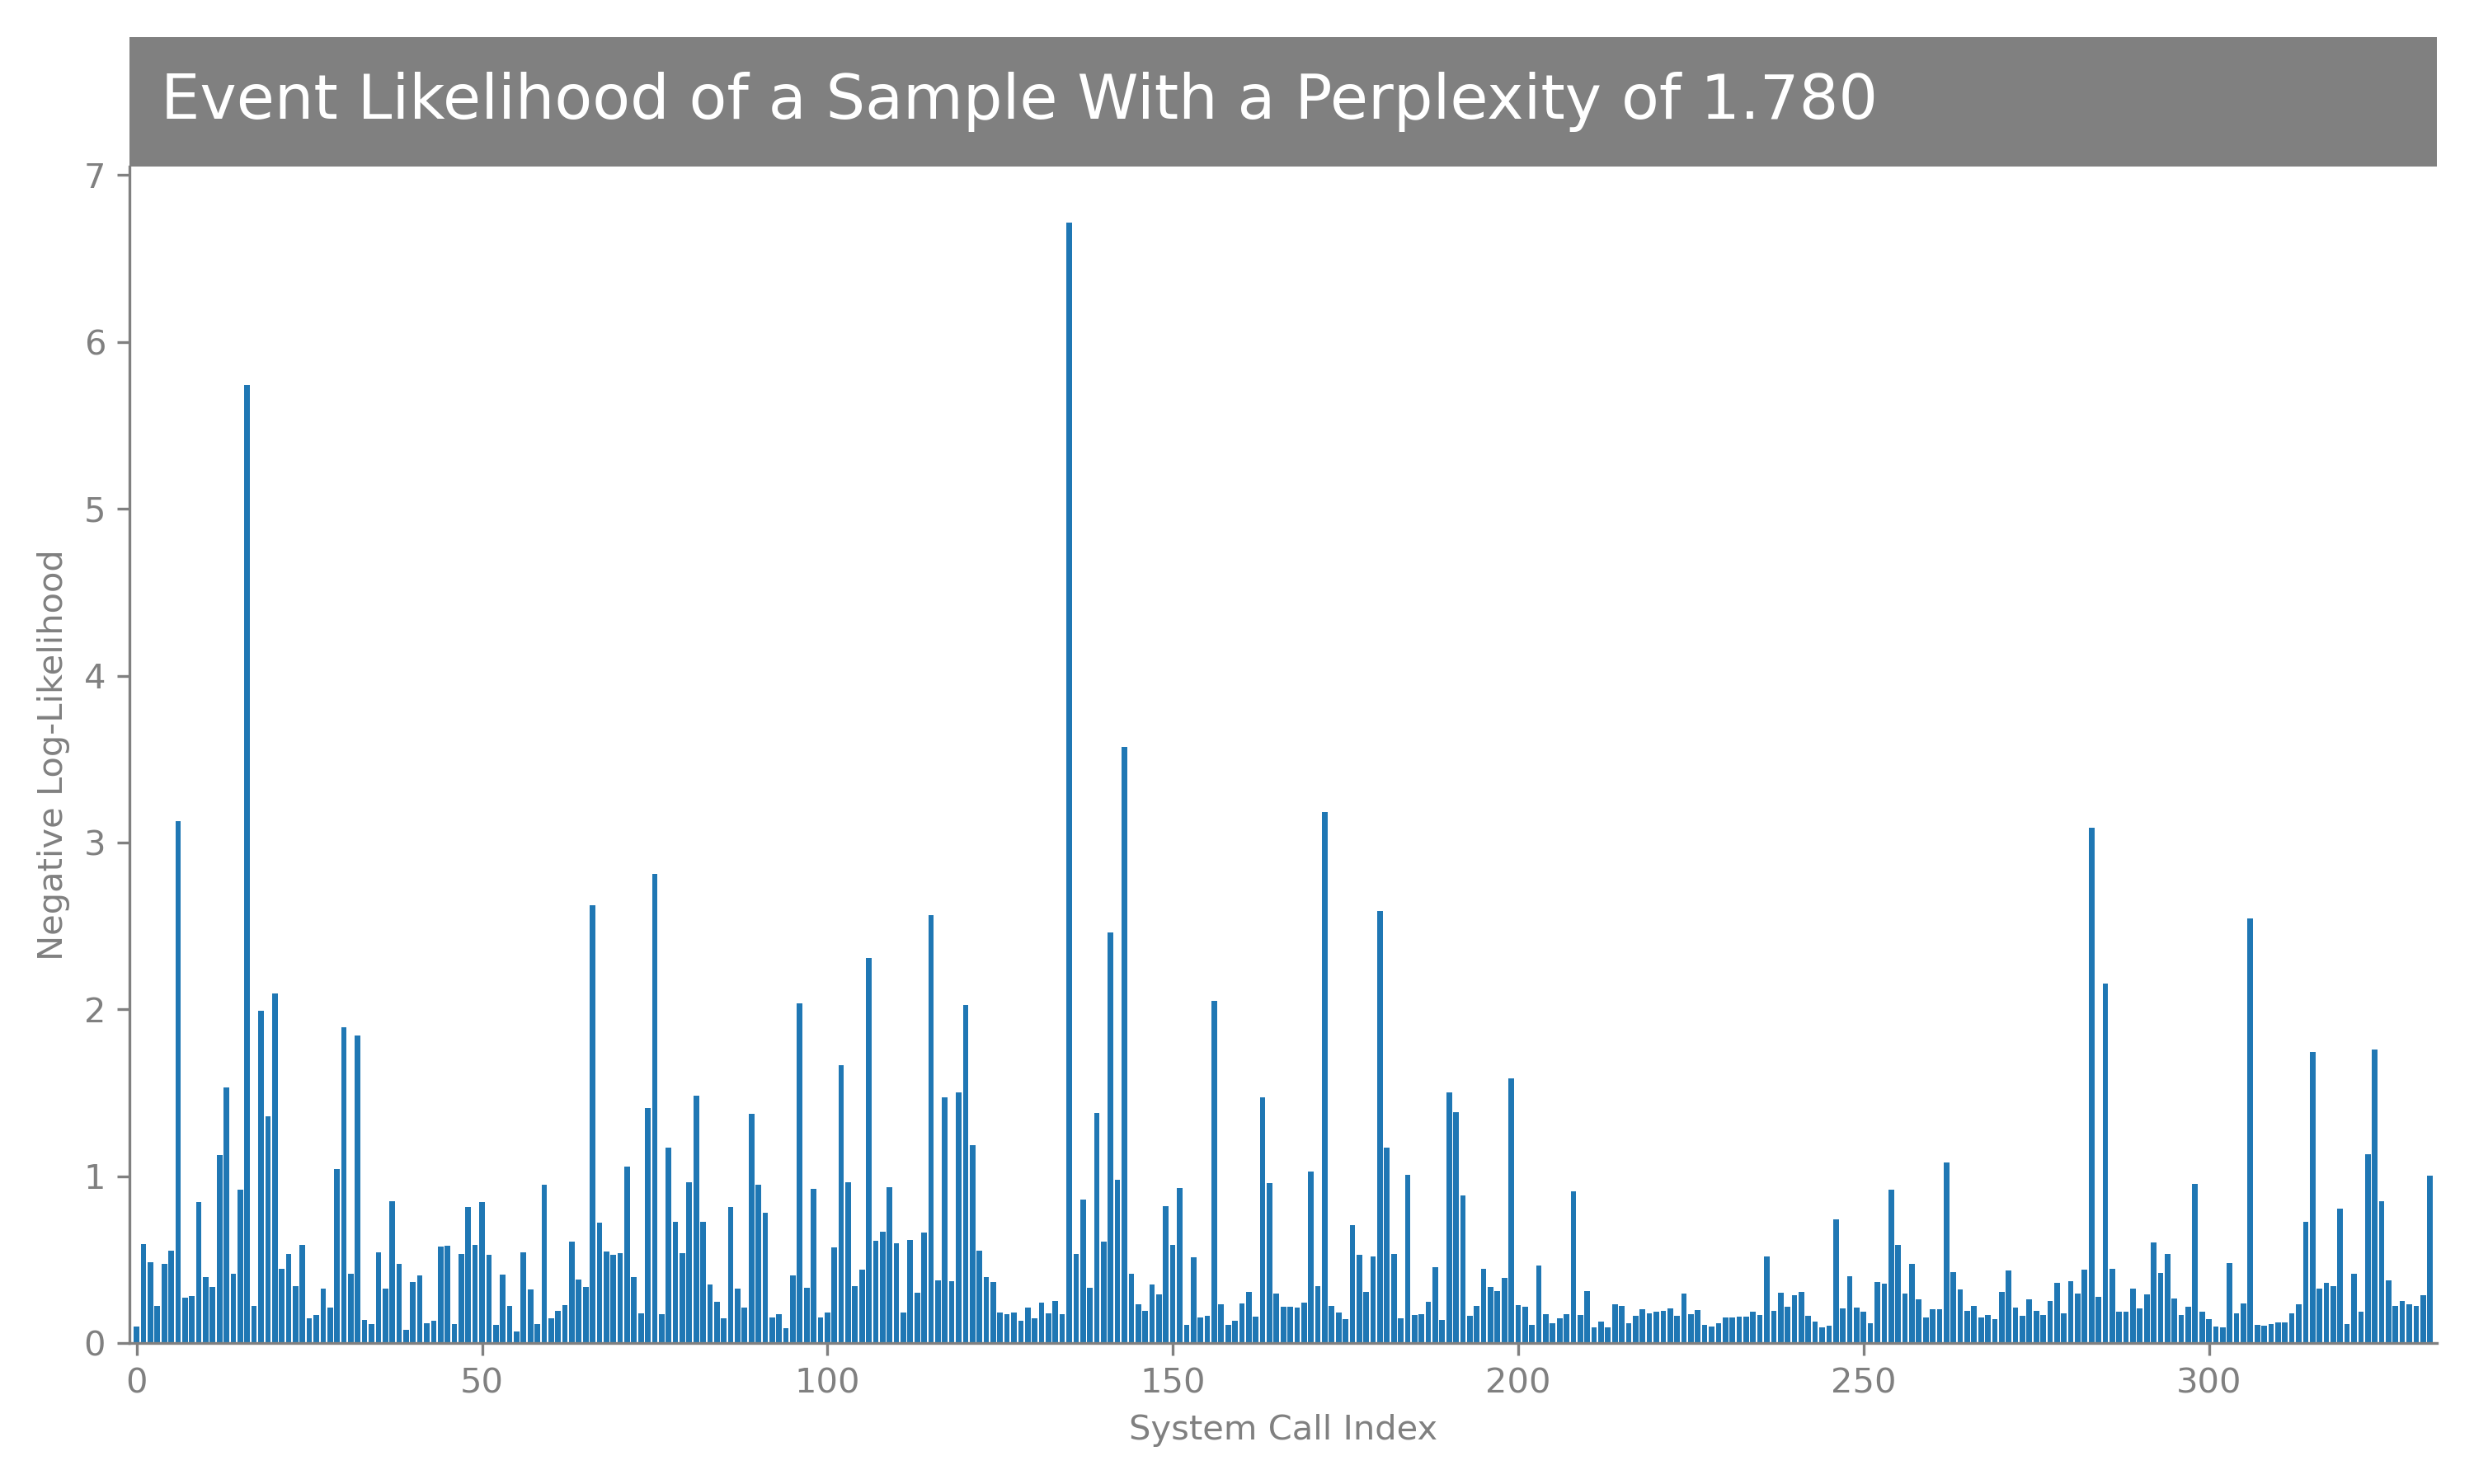 Event Likelihood of a Sample With a Perplexity of 1.780
7
6
5
4
3
2
1
0
Negative Log-Likelihood
0 50 100 150 200 250 300
System Call Index